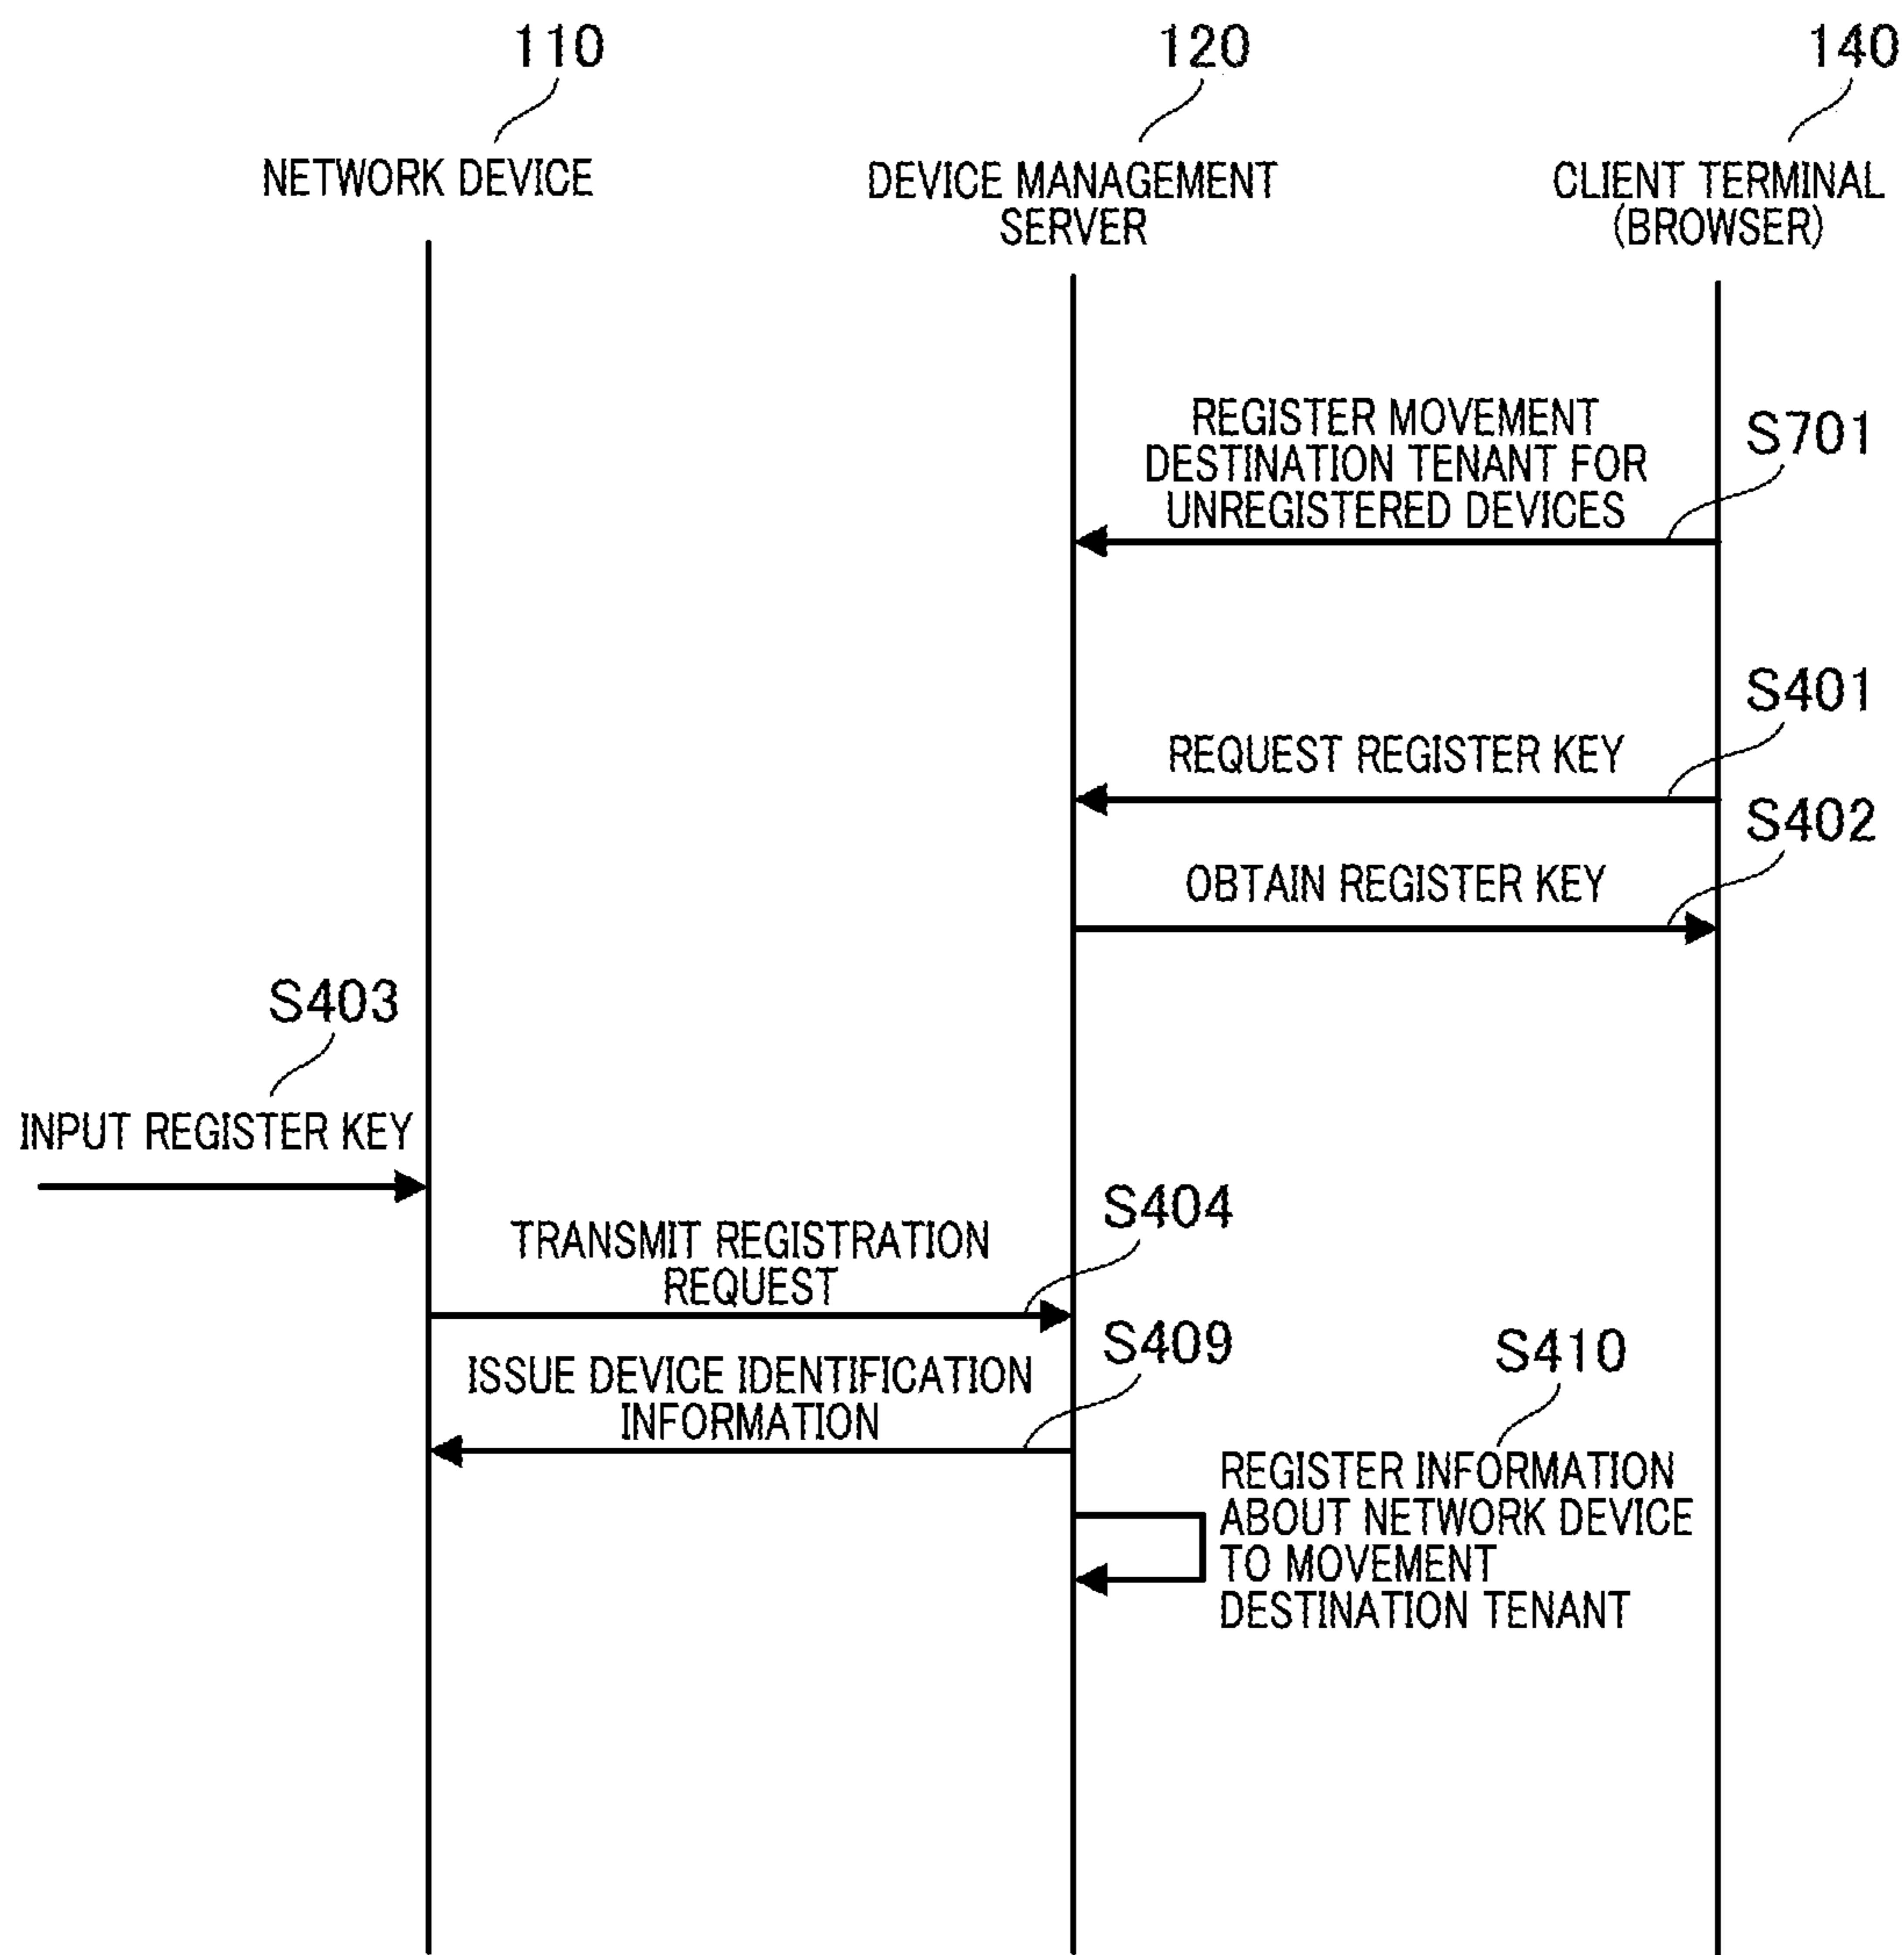 110
120
140
NETWORK DEVICE
DEVICE MANAGEMENT
SERVER
CLIENT TERMINAL
(BROWSER)
REGISTER MOVEMENT
DESTINATION TENANT FOR
UNREGISTERED DEVICES
S701
S401
REQUEST REGISTER KEY
S402
OBTAIN REGISTER KEY
S403
INPUT REGISTER KEY
S404
TRANSMIT REGISTRATION
REQUEST
S409
ISSUE DEVICE IDENTIFICATION
INFORMATION
S410
REGISTER INFORMATION
ABOUT NETWORK DEVICE
TO MOVEMENT
DESTINATION TENANT